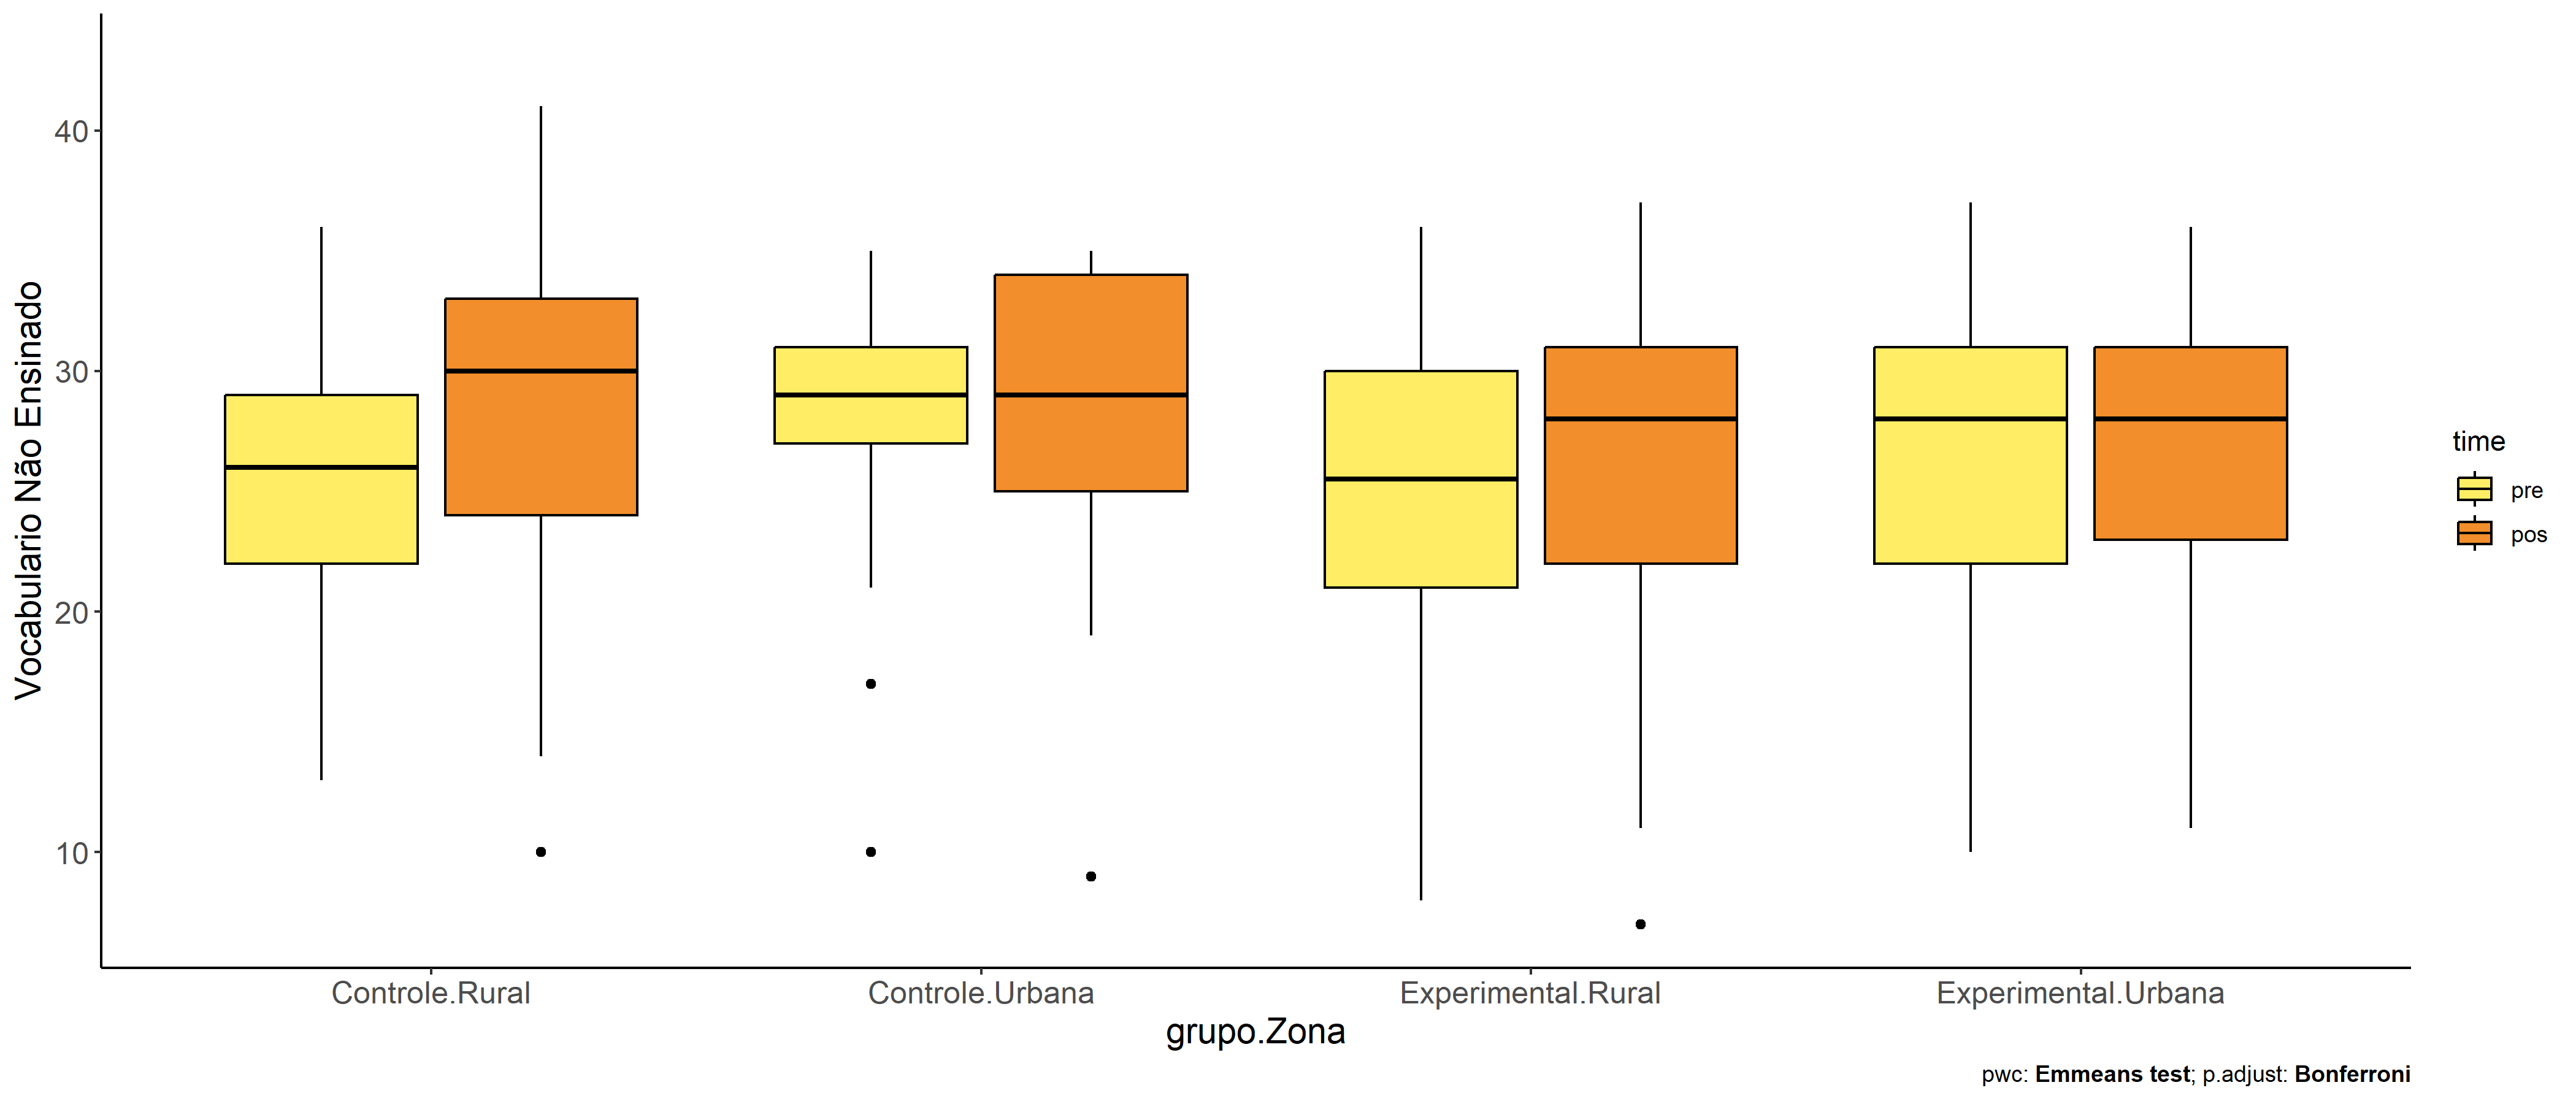 Vocabulario Não Ensinado
40
30
20
10
Controle.Rural
Controle.Urbana
Experimental.Rural
Experimental.Urbana
grupo.Zona
time
pre
pos
pwc: Emmeans test; p.adjust: Bonferroni